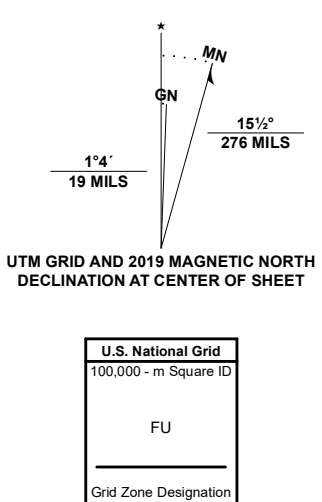 ★
MN
GN
15½°
276 MILS
1°4´
19 MILS
UTM GRID AND 2019 MAGNETIC NORTH
DECLINATION AT CENTER OF SHEET
U.S. National Grid
100,000 - m Square ID
FU
Grid Zone Designation